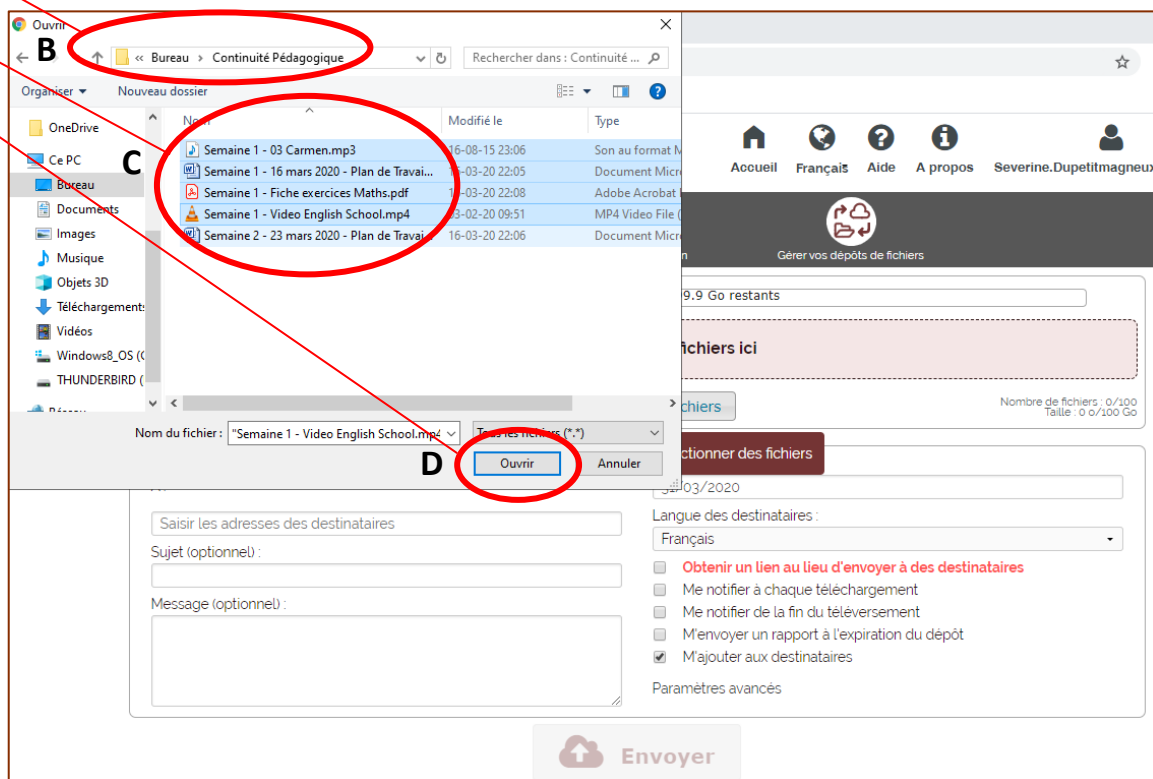 Ouvrir
B
« Bureau > Continuité Pédagogique
Rechercher dans : Continuité ...
Organiser
Nouveau dossier
Nom
Modifié le
Type
OneDrive
Ce PC
Bureau
Documents
Images
Musique
Objets 3D
Téléchargements
Vidéos
Windows8_OS (
THUNDERBIRD (
C
Semaine 1 - 03 Carmen.mp3
16-08-15 23:06
Son au format M
Semaine 1 - 16 mars 2020 - Plan de Travai...
16-03-20 22:05
Document Micr
Semaine 1 - Fiche exercices Maths.pdf
16-03-20 22:08
Adobe Acrobat
Semaine 1 - Video English School.mp4
03-02-20 09:51
MP4 Video File (
Semaine 2 - 23 mars 2020 - Plan de Travai...
16-03-20 22:06
Document Micr
Nom du fichier :
"Semaine 1 - Video English School.mp4
Tous les fichiers (*.*)
D
Ouvrir
Annuler
Accueil
Français
Aide
A propos
Severine.Dupetitmagneux
Gérer vos dépôts de fichiers
9.9 Go restants
fichiers ici
chiers
Nombre de fichiers : 0/100
Taille : 0 o/100 Go
ctionner des fichiers
31/03/2020
Saisir les adresses des destinataires
Langue des destinataires :
Français
Sujet (optionnel) :
Message (optionnel) :
Obtenir un lien au lieu d'envoyer à des destinataires
Me notifier à chaque téléchargement
Me notifier de la fin du téléversement
M'envoyer un rapport à l'expiration du dépôt
M'ajouter aux destinataires
Paramètres avancés
Envoyer